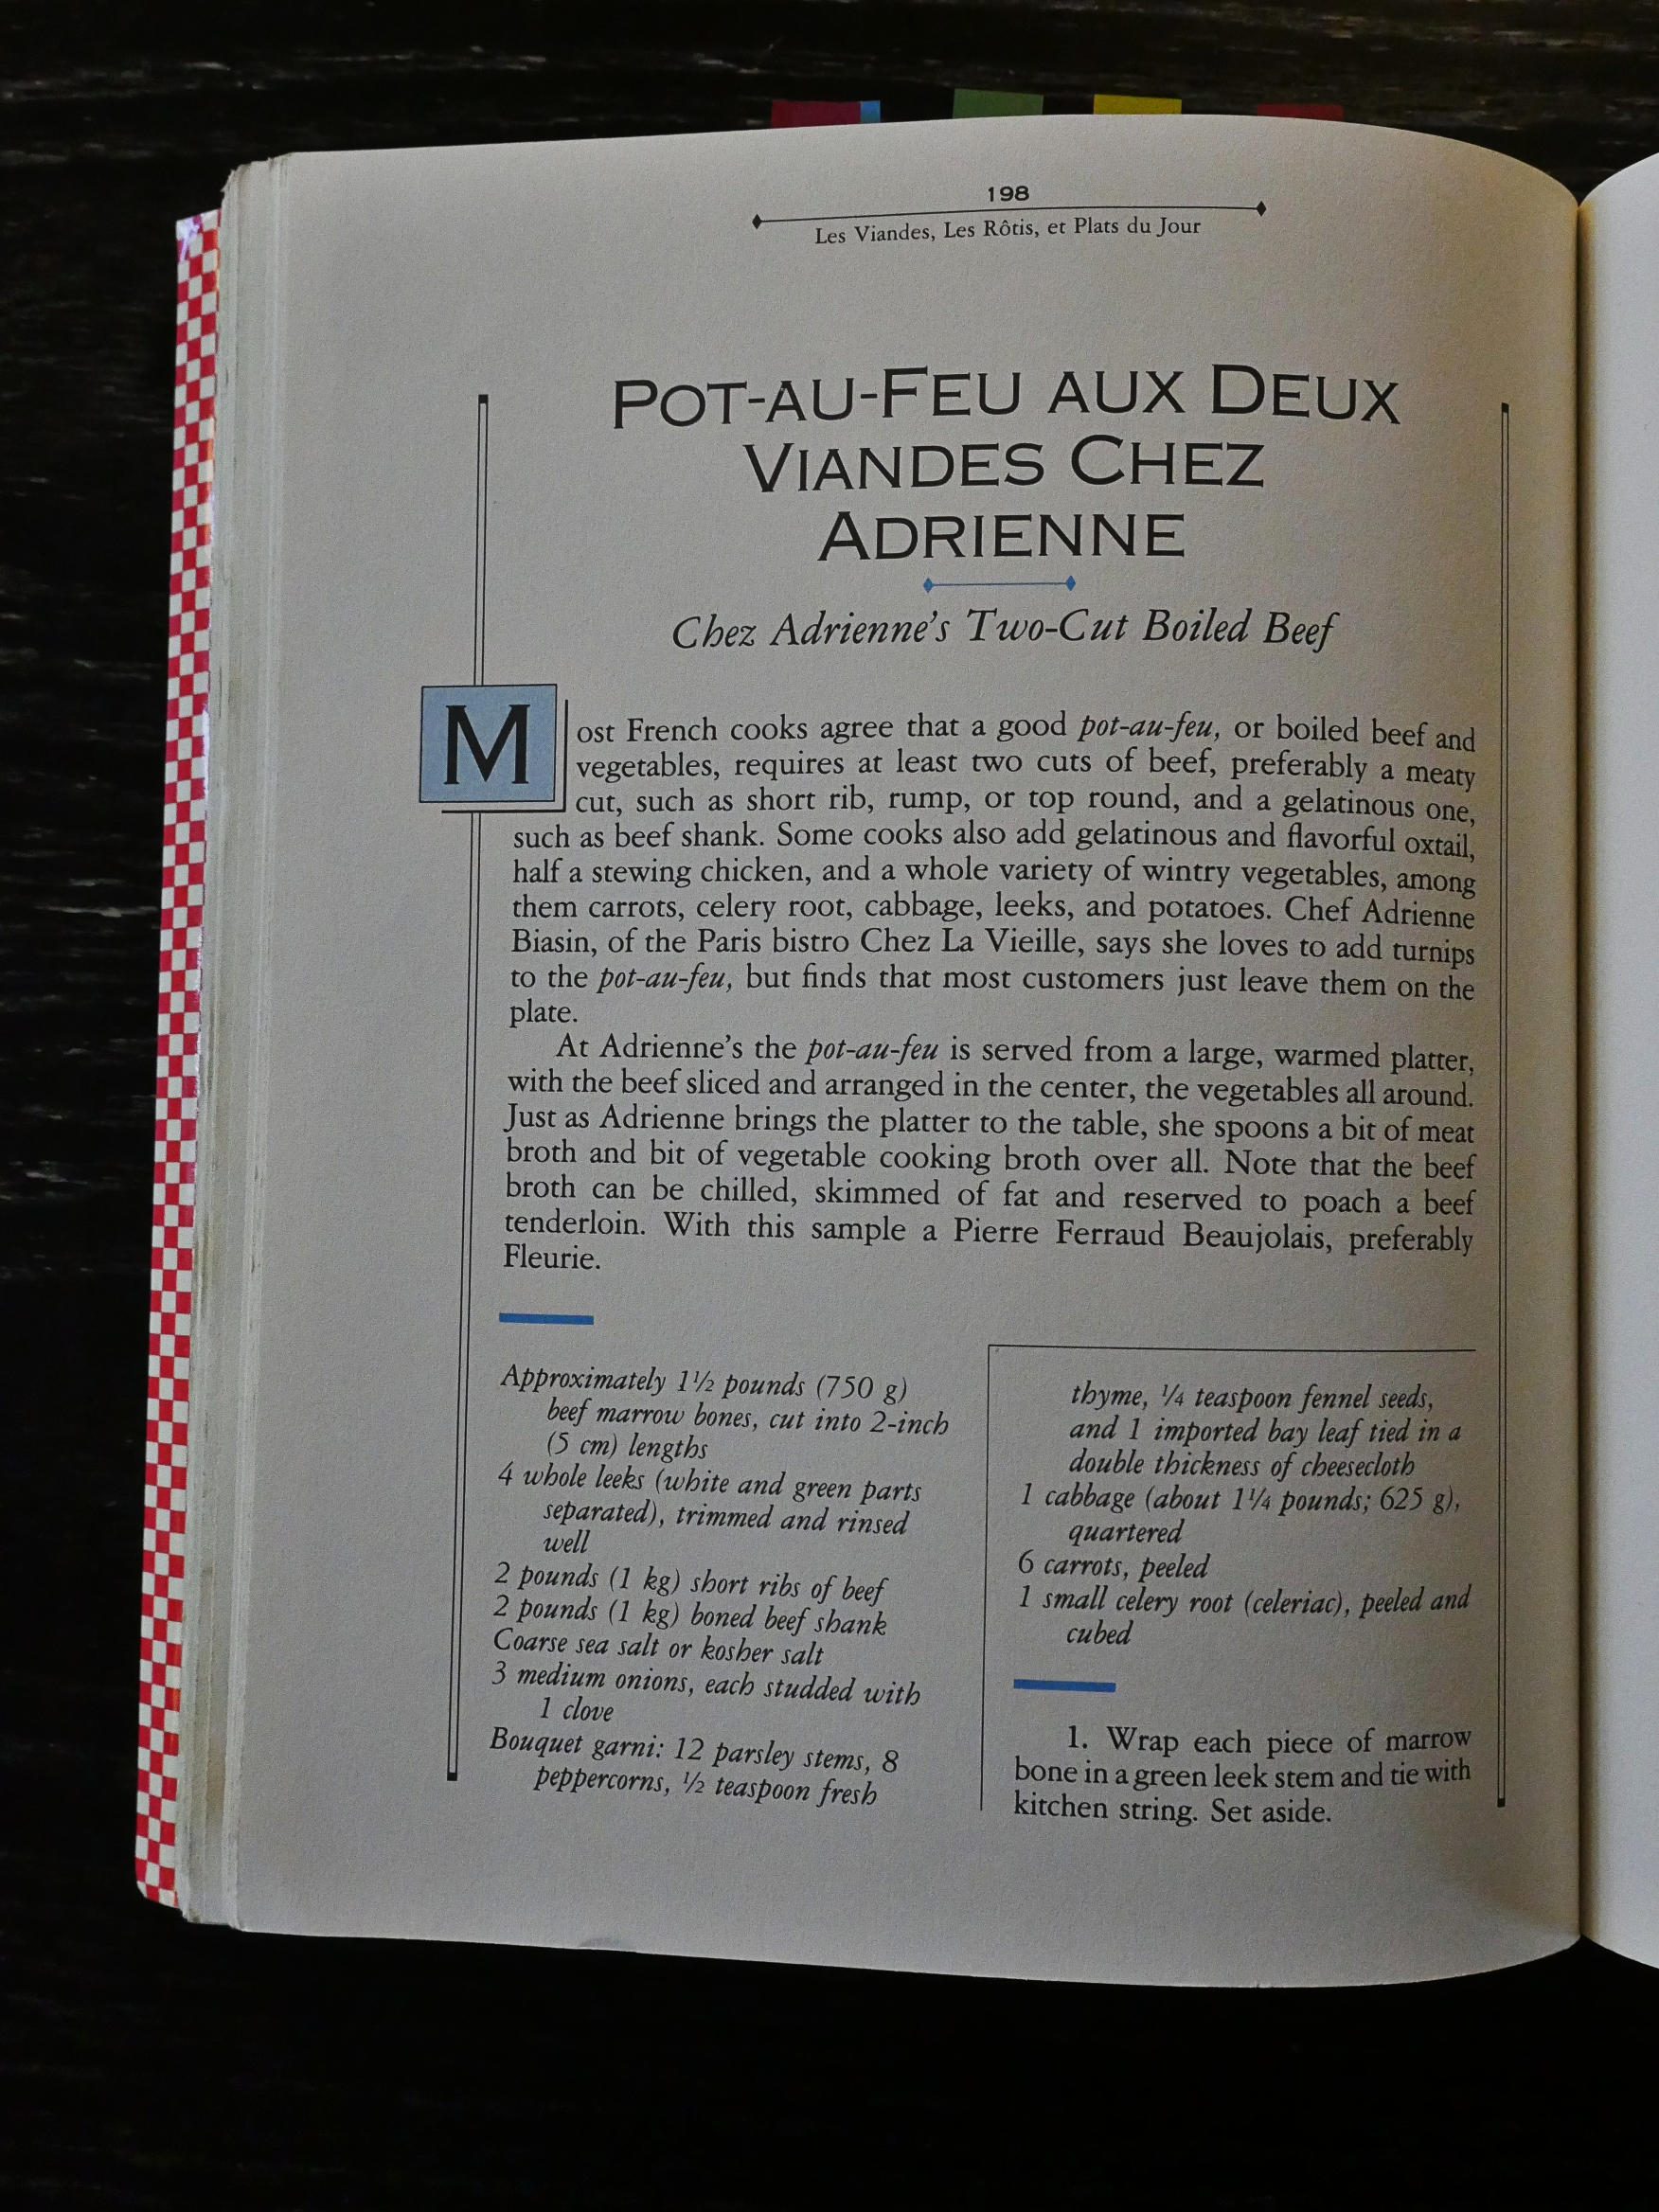 198
Les Viandes, Les Rôtis, et Plats du Jour
POT-AU-FEU AUX DEUX
VIANDES CHEZ
ADRIENNE
Chez Adrienne's Two-Cut Boiled Beef
Most French cooks agree that a good pot-au-feu, or boiled beef and
vegetables, requires at least two cuts of beef, preferably a meaty
cut, such as short rib, rump, or top round, and a gelatinous one,
such as beef shank. Some cooks also add gelatinous and flavorful oxtail,
half a stewing chicken, and a whole variety of wintry vegetables, among
them carrots, celery root, cabbage, leeks, and potatoes. Chef Adrienne
Biasin, of the Paris bistro Chez La Vieille, says she loves to add turnips
to the pot-au-feu, but finds that most customers just leave them on the
plate.
At Adrienne's the pot-au-feu is served from a large, warmed platter,
with the beef sliced and arranged in the center, the vegetables all around.
Just as Adrienne brings the platter to the table, she spoons a bit of meat
broth and bit of vegetable cooking broth over all. Note that the beef
broth can be chilled, skimmed of fat and reserved to poach a beef
tenderloin. With this sample a Pierre Ferraud Beaujolais, preferably
Fleurie.
Approximately 1½ pounds (750 g)
beef marrow bones, cut into 2-inch
(5 cm) lengths
4 whole leeks (white and green parts
separated), trimmed and rinsed
well
2 pounds (1 kg) short ribs of beef
2 pounds (1 kg) boned beef shank
Coarse sea salt or kosher salt
3 medium onions, each studded with
1 clove
Bouquet garni: 12 parsley stems, 8
peppercorns, ½ teaspoon fresh
thyme, ¼ teaspoon fennel seeds,
and 1 imported bay leaf tied in a
double thickness of cheesecloth
1 cabbage (about 1¼ pounds; 625 g),
quartered
6 carrots, peeled
1 small celery root (celeriac), peeled and
cubed
1. Wrap each piece of marrow
bone in a green leek stem and tie with
kitchen string. Set aside.